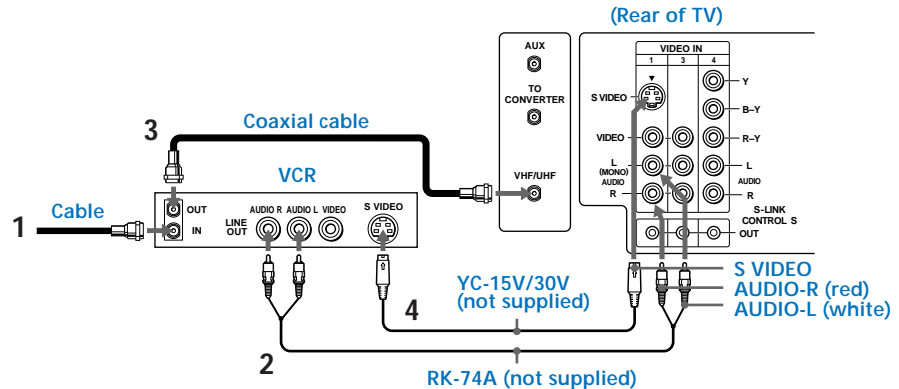 (Rear of TV)
AUX
TO
CONVERTER
VHF/UHF
VIDEO IN
1 3 4
S VIDEO
VIDEO
L
(MONO)
AUDIO
R
Y
B–Y
R–Y
L
AUDIO
R
S-LINK
CONTROL S
OUT
3
Coaxial cable
VCR
1
Cable
OUT
IN
LINE
OUT
AUDIO R AUDIO L VIDEO
S VIDEO
YC-15V/30V
(not supplied)
4
2
RK-74A (not supplied)
S VIDEO
AUDIO-R (red)
AUDIO-L (white)